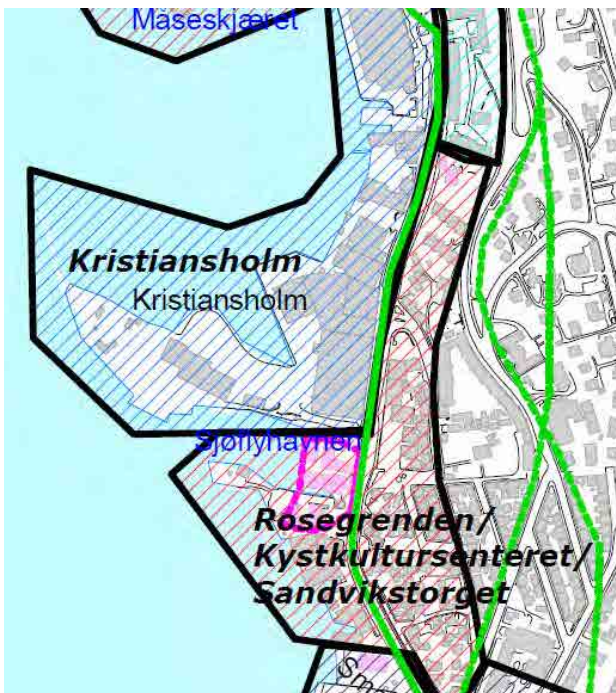 Måseskjæret
Kristiansholm
Kristiansholm
Sjøflyhavnen
Rosegrenden/
Kystkultursenteret/
Sandvikstorget